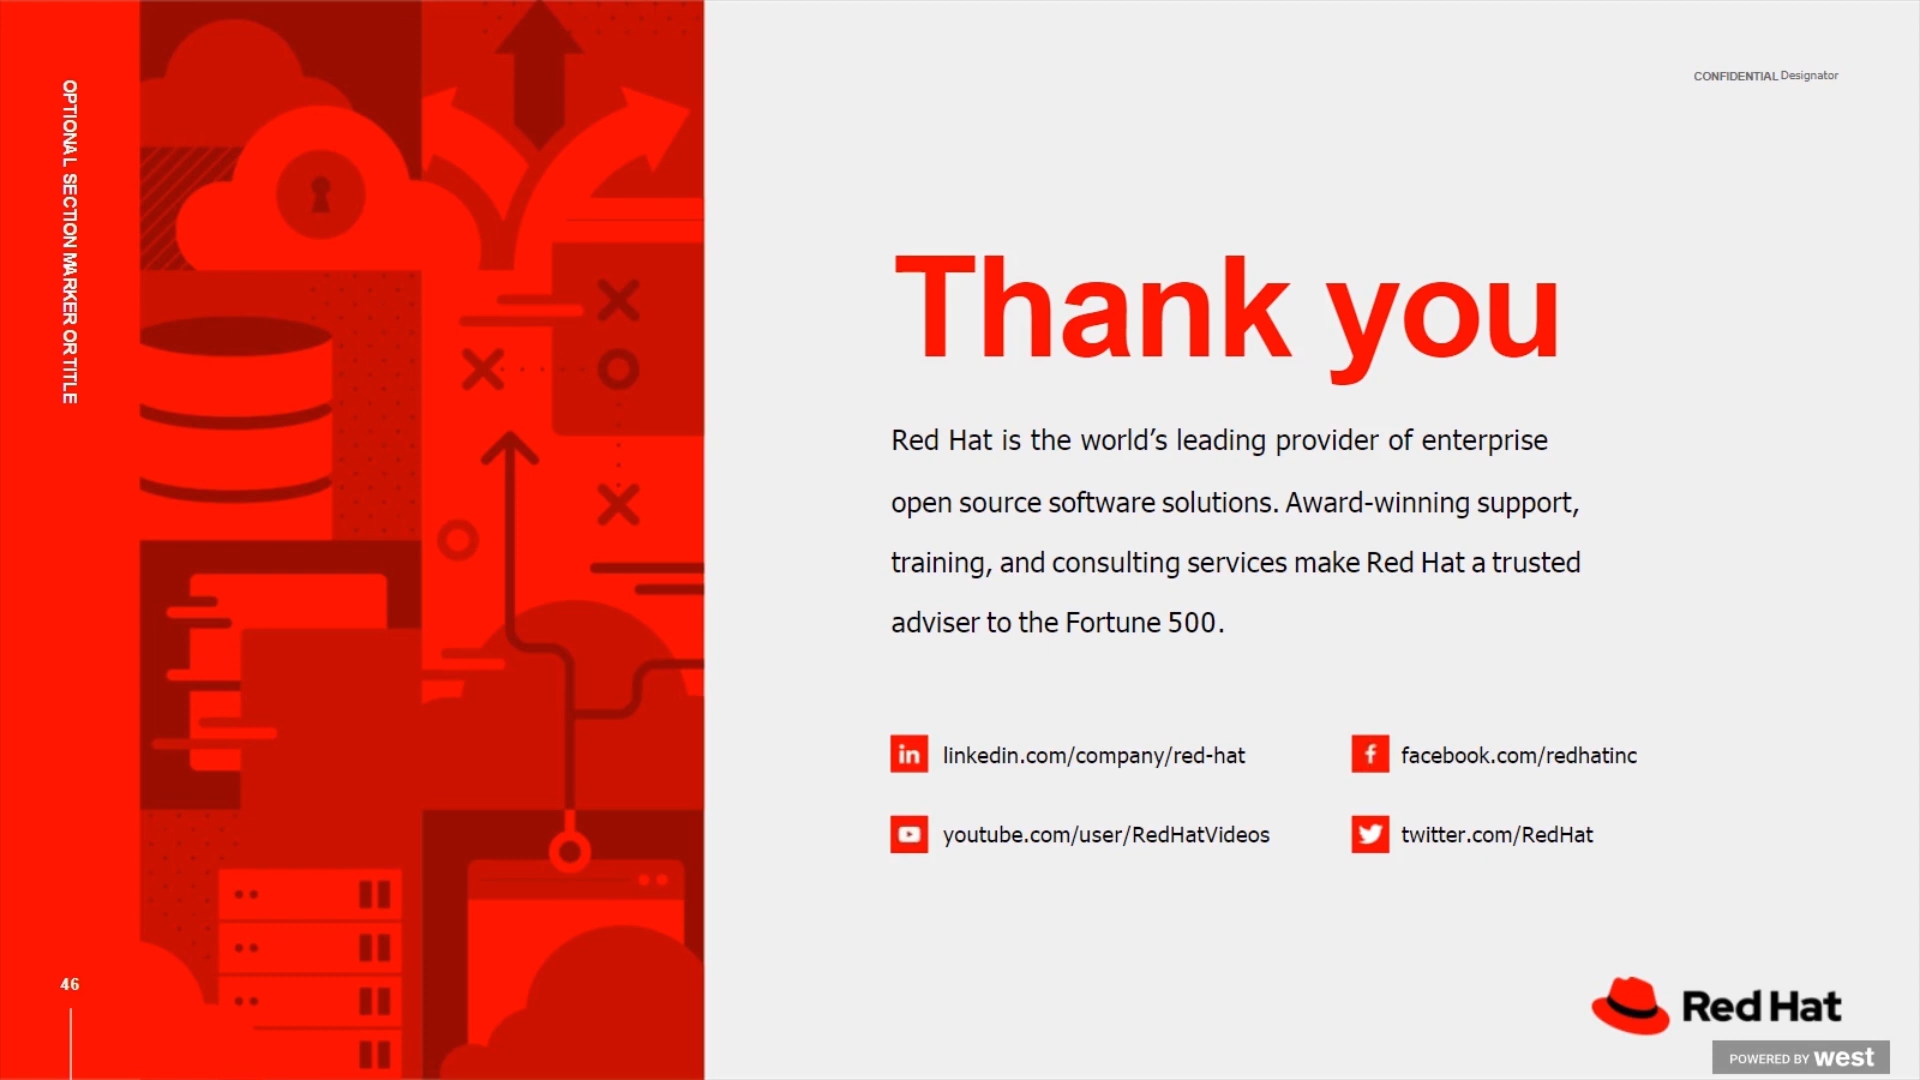 OPTIONAL SECTION MARKER OR TITLE
CONFIDENTIAL Designator
Thank you
Red Hat is the world’s leading provider of enterprise
open source software solutions. Award-winning support,
training, and consulting services make Red Hat a trusted
adviser to the Fortune 500.
in linkedin.com/company/red-hat
f facebook.com/redhatinc
youtube.com/user/RedHatVideos
twitter.com/RedHat
46
Red Hat
POWERED BY west